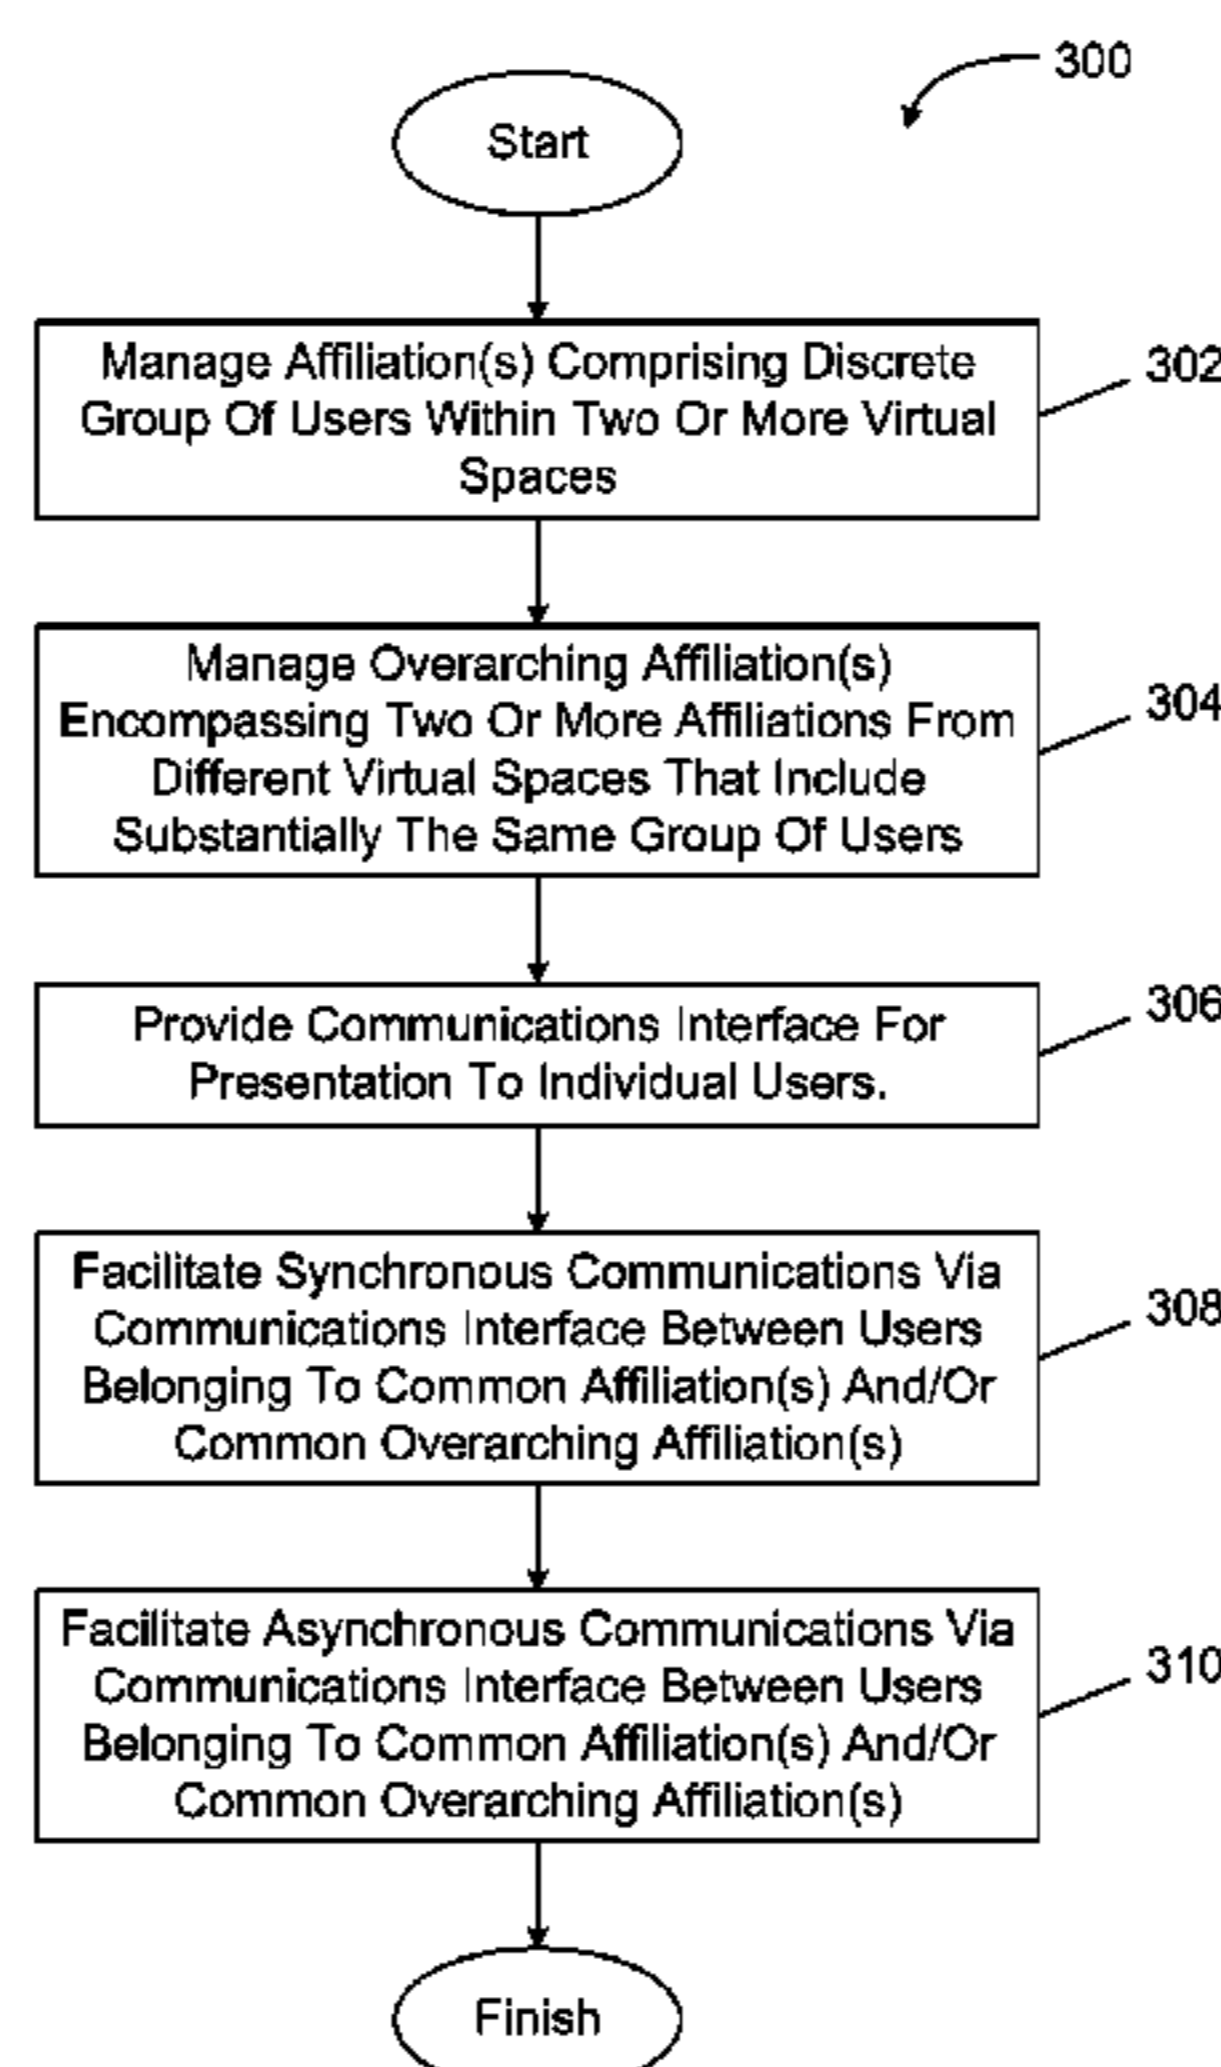 300
Start
Manage Affiliation(s) Comprising Discrete
Group Of Users Within Two Or More Virtual
Spaces
302
Manage Overarching Affiliation(s)
Encompassing Two Or More Affiliations From
Different Virtual Spaces That Include
Substantially The Same Group Of Users
304
Provide Communications Interface For
Presentation To Individual Users.
306
Facilitate Synchronous Communications Via
Communications Interface Between Users
Belonging To Common Affiliation(s) And/Or
Common Overarching Affiliation(s)
308
Facilitate Asynchronous Communications Via
Communications Interface Between Users
Belonging To Common Affiliation(s) And/Or
Common Overarching Affiliation(s)
310
Finish